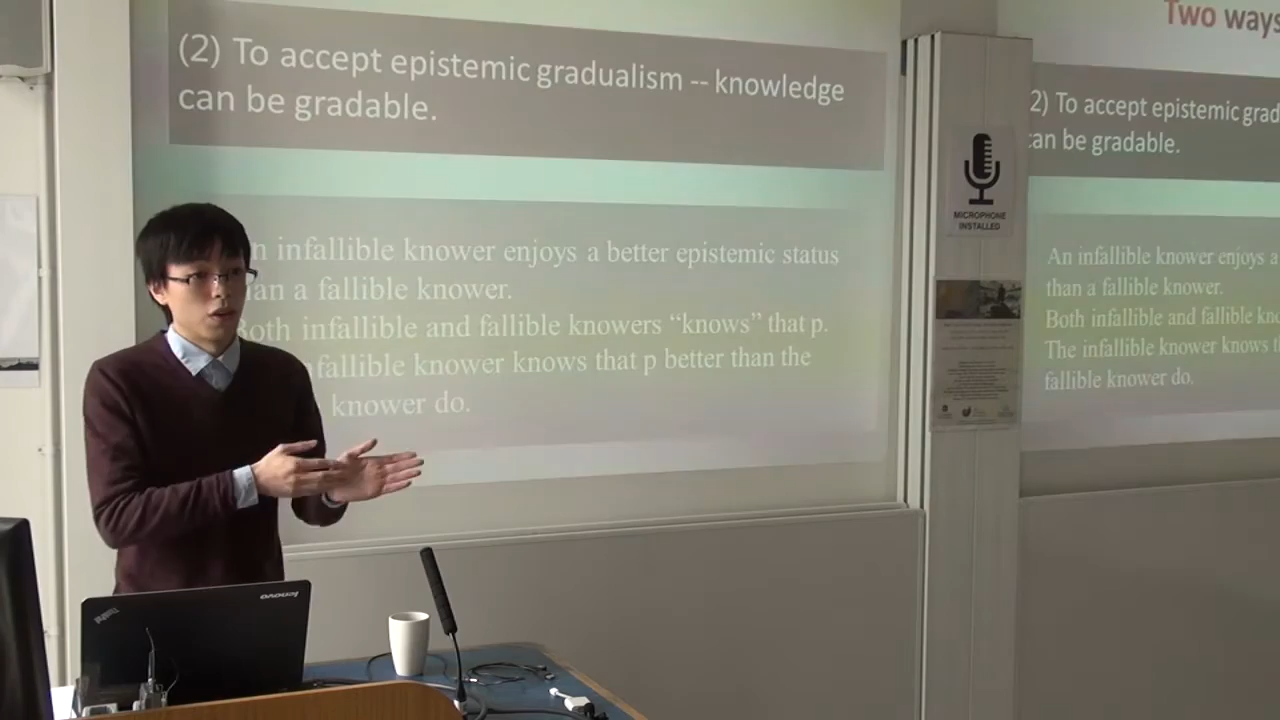 (2) To accept epistemic gradualism -- knowledge
can be gradable.
n infallible knower enjoys a better epistemic status
an a fallible knower.
Both infallible and fallible knowers “knows” that p.
fallible knower knows that p better than the
knower do.
Two ways
2) To accept epistemic grad
can be gradable.
An infallible knower enjoys a
than a fallible knower.
Both infallible and fallible kno
The infallible knower knows t
fallible knower do.
MICROPHONE
INSTALLED
lenovo
ThinkPad